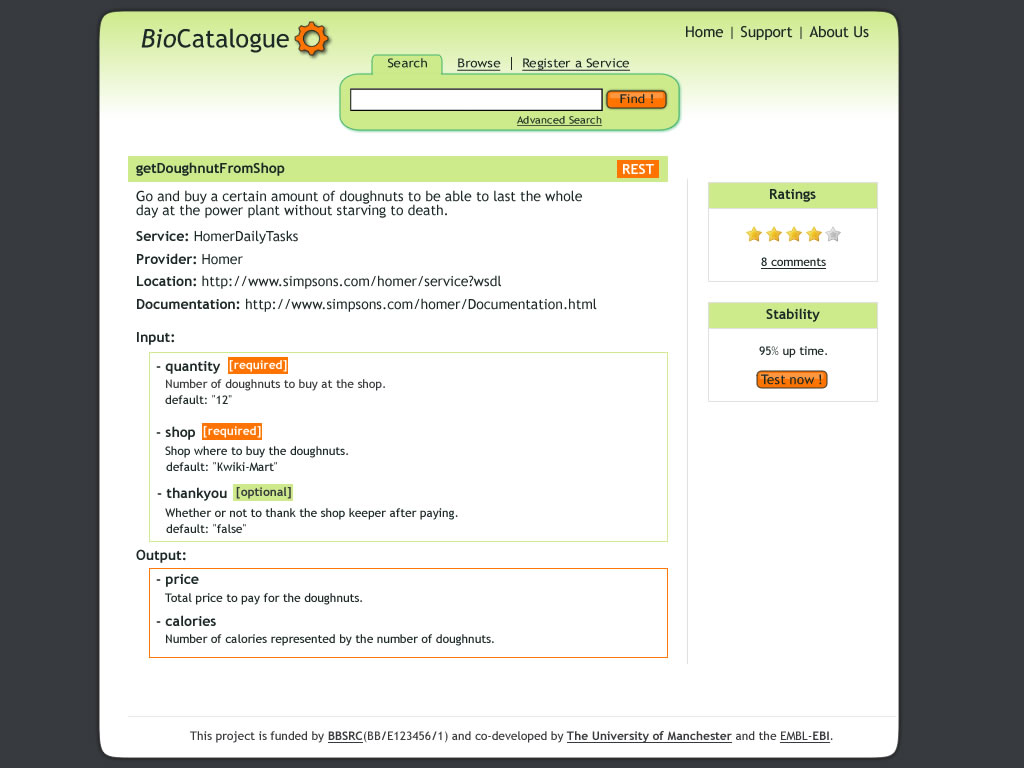 BioCatalogue
Home | Support | About Us
Search Browse | Register a Service
Find !
Advanced Search
getDoughnutFromShop REST
Go and buy a certain amount of doughnuts to be able to last the whole
day at the power plant without starving to death.
Service: HomerDailyTasks
Provider: Homer
Location: http://www.simpsons.com/homer/service?wsdl
Documentation: http://www.simpsons.com/homer/Documentation.html
Input:
- quantity [required]
Number of doughnuts to buy at the shop.
default: "12"
- shop [required]
Shop where to buy the doughnuts.
default: "Kwiki-Mart"
- thankyou [optional]
Whether or not to thank the shop keeper after paying.
default: "false"
Output:
- price
Total price to pay for the doughnuts.
- calories
Number of calories represented by the number of doughnuts.
Ratings
8 comments
Stability
95% up time.
Test now !
This project is funded by BBSRC(BB/E123456/1) and co-developed by The University of Manchester and the EMBL-EBI.